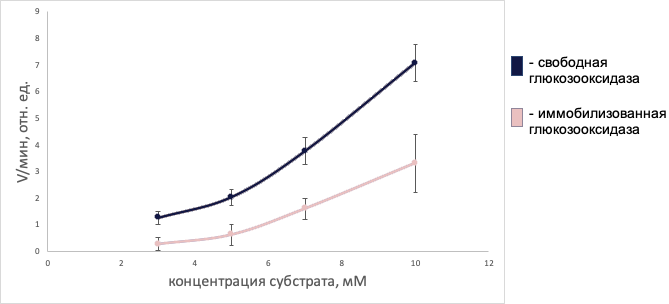 9
8
7
6
5
4
3
2
1
0
V/мин, отн. ед.
0 2 4 6 8 10 12
концентрация субстрата, мМ
- свободная
глюкозооксидаза
- иммобилизованная
глюкозооксидаза